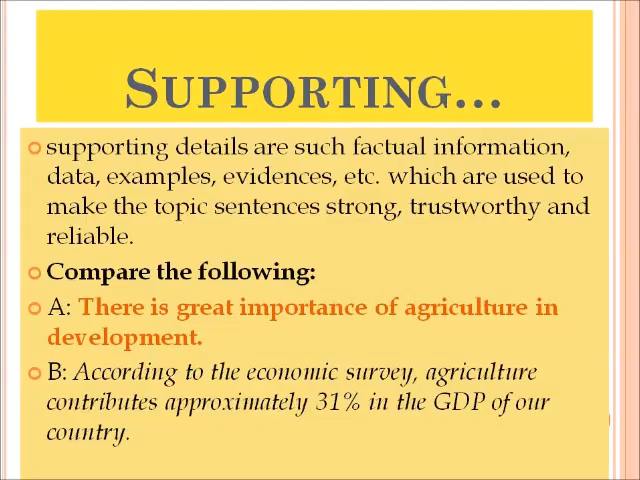 SUPPORTING...
supporting details are such factual information,
data, examples, evidences, etc. which are used to
make the topic sentences strong, trustworthy and
reliable.
Compare the following:
A: There is great importance of agriculture in
development.
B: According to the economic survey, agriculture
contributes approximately 31% in the GDP of our
country.